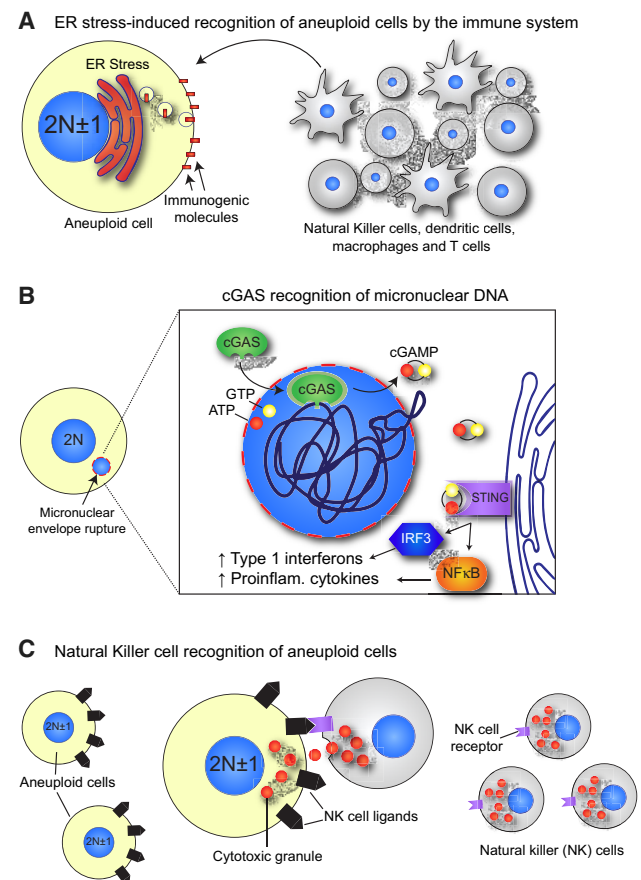 A ER stress-induced recognition of aneuploid cells by the immune system
ER Stress
2N±1
Immunogenic
molecules
Aneuploid cell
Natural Killer cells, dendritic cells,
macrophages and T cells
B
cGAS recognition of micronuclear DNA
cGAS
cGAMP
cGAS
GTP
ATP
2N
STING
Micronuclear
envelope rupture
IRF3
↑ Type 1 interferons
↑ Proinflam. cytokines
NFκB
C Natural Killer cell recognition of aneuploid cells
2N±1
NK cell
receptor
2N±1
Aneuploid cells
NK cell ligands
2N±1
Cytotoxic granule
Natural killer (NK) cells